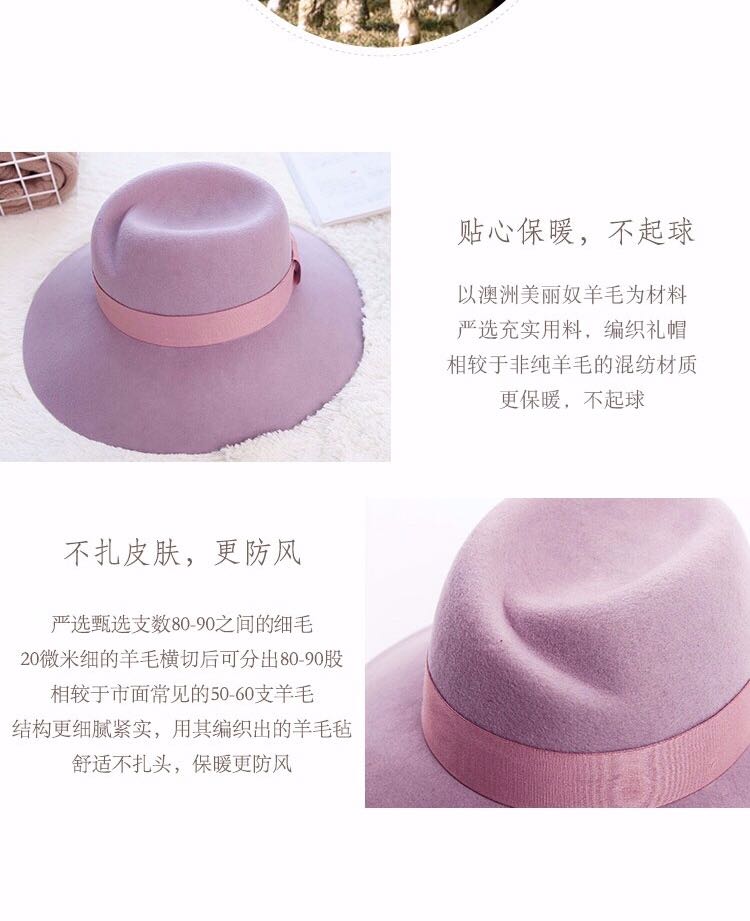 贴心保暖，不起球
以澳洲美丽奴羊毛为材料
严选充实用料，编织礼帽
相较于非纯羊毛的混纺材质
更保暖，不起球
不扎皮肤，更防风
严选甄选支数80-90之间的细毛
20微米细的羊毛横切后可分出80-90股
相较于市面常见的50-60支羊毛
结构更细腻紧实，用其编织出的羊毛毡
舒适不扎头，保暖更防风